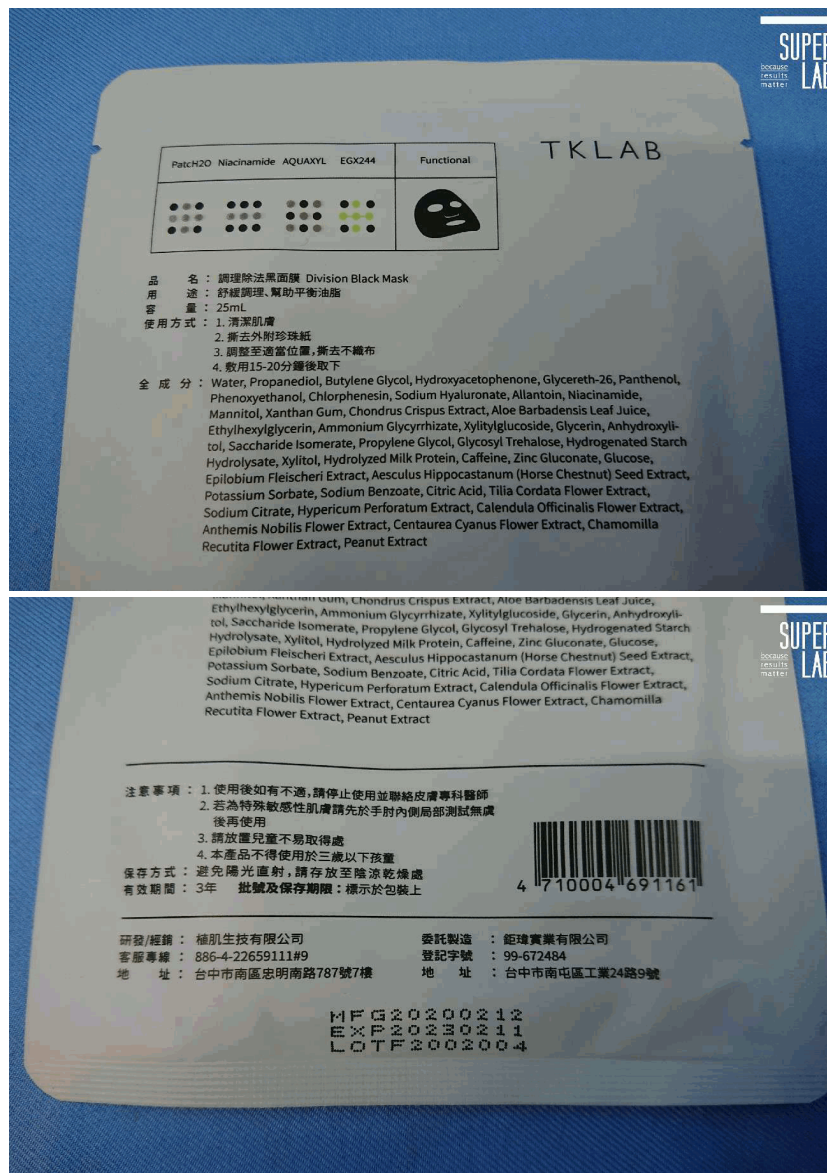 SUPER
because
results
matter
LAB
TKLAB
PatcH2O Niacinamide AQUAXYL EGX244 Functional
品名：調理除法黑面膜 Division Black Mask
用途：舒緩調理、幫助平衡油脂
容量：25mL
使用方式：1. 清潔肌膚
2. 撕去外附珍珠紙
3. 調整至適當位置，撕去不織布
4. 敷用15-20分鐘後取下
全成分：Water, Propanediol, Butylene Glycol, Hydroxyacetophenone, Glycereth-26, Panthenol,
Phenoxyethanol, Chlorphenesin, Sodium Hyaluronate, Allantoin, Niacinamide,
Mannitol, Xanthan Gum, Chondrus Crispus Extract, Aloe Barbadensis Leaf Juice,
Ethylhexylglycerin, Ammonium Glycyrrhizate, Xylitylglucoside, Glycerin, Anhydroxyli-
tol, Saccharide Isomerate, Propylene Glycol, Glycosyl Trehalose, Hydrogenated Starch
Hydrolysate, Xylitol, Hydrolyzed Milk Protein, Caffeine, Zinc Gluconate, Glucose,
Epilobium Fleischeri Extract, Aesculus Hippocastanum (Horse Chestnut) Seed Extract,
Potassium Sorbate, Sodium Benzoate, Citric Acid, Tilia Cordata Flower Extract,
Sodium Citrate, Hypericum Perforatum Extract, Calendula Officinalis Flower Extract,
Anthemis Nobilis Flower Extract, Centaurea Cyanus Flower Extract, Chamomilla
Recutita Flower Extract, Peanut Extract
SUPER
because
results
matter
LAB
Xanthan Gum, Chondrus Crispus Extract, Aloe Barbadensis Leaf Juice,
Ethylhexylglycerin, Ammonium Glycyrrhizate, Xylitylglucoside, Glycerin, Anhydroxyli-
tol, Saccharide Isomerate, Propylene Glycol, Glycosyl Trehalose, Hydrogenated Starch
Hydrolysate, Xylitol, Hydrolyzed Milk Protein, Caffeine, Zinc Gluconate, Glucose,
Epilobium Fleischeri Extract, Aesculus Hippocastanum (Horse Chestnut) Seed Extract,
Potassium Sorbate, Sodium Benzoate, Citric Acid, Tilia Cordata Flower Extract,
Sodium Citrate, Hypericum Perforatum Extract, Calendula Officinalis Flower Extract,
Anthemis Nobilis Flower Extract, Centaurea Cyanus Flower Extract, Chamomilla
Recutita Flower Extract, Peanut Extract
注意事項：1. 使用後如有不適，請停止使用並聯絡皮膚專科醫師
2. 若為特殊敏感性肌膚請先於手肘內側局部測試無虞
後再使用
3. 請放置兒童不易取得處
4. 本產品不得使用於三歲以下孩童
保存方式：避免陽光直射，請存放至陰涼乾燥處
有效期間：3年 批號及保存期限：標示於包裝上
4 710004 691161
研發/經銷：植肌生技有限公司 委託製造：鉅瑋實業有限公司
客服專線：886-4-22659111#9 登記字號：99-672484
地址：台中市南區忠明南路787號7樓 地址：台中市南屯區工業24路9號
MFG20200212
EXP20230211
LOTF2002004